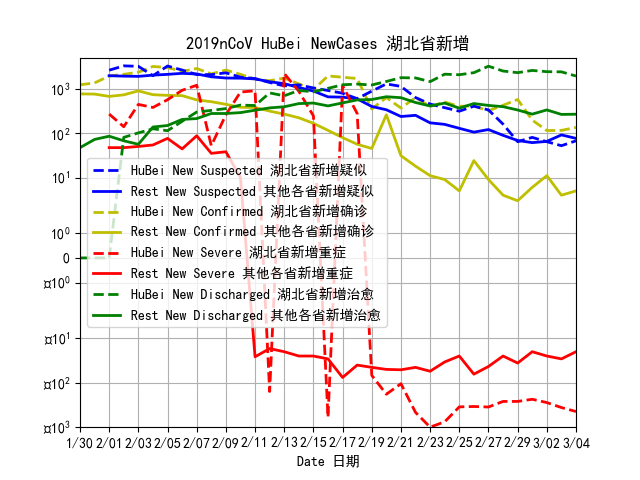 2019nCoV HuBei NewCases 湖北省新增
10³
10²
10¹
10⁰
0
¤10⁰
¤10¹
¤10²
¤10³
HuBei New Suspected 湖北省新增疑似
Rest New Suspected 其他各省新增疑似
HuBei New Confirmed 湖北省新增确诊
Rest New Confirmed 其他各省新增确诊
HuBei New Severe 湖北省新增重症
Rest New Severe 其他各省新增重症
HuBei New Discharged 湖北省新增治愈
Rest New Discharged 其他各省新增治愈
1/30 2/01 2/03 2/05 2/07 2/09 2/11 2/13 2/15 2/17 2/19 2/21 2/23 2/25 2/27 2/29 3/02 3/04
Date 日期